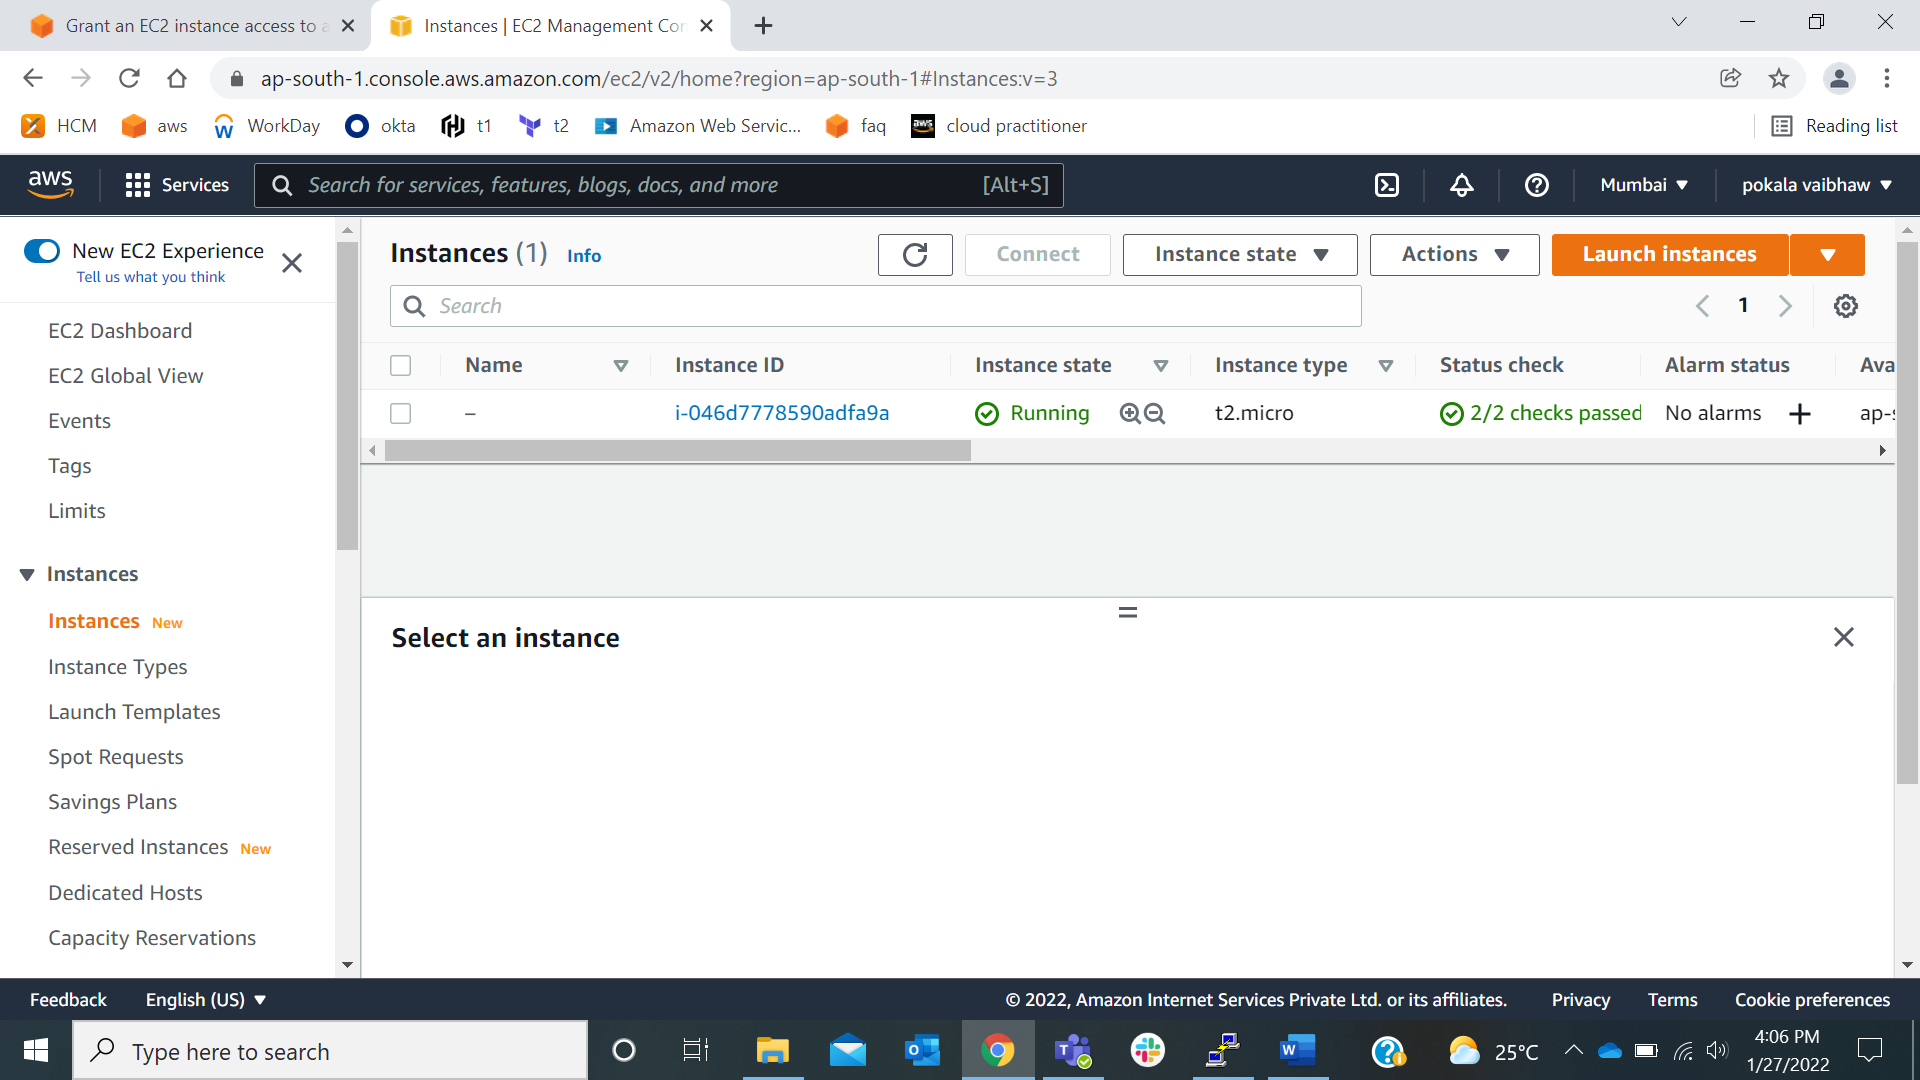 Grant an EC2 instance access to a
Instances | EC2 Management Cor
ap-south-1.console.aws.amazon.com/ec2/v2/home?region=ap-south-1#Instances:v=3
HCM aws WorkDay okta t1 t2 Amazon Web Servic... faq cloud practitioner Reading list
aws Services Search for services, features, blogs, docs, and more [Alt+S] Mumbai pokala vaibhaw
New EC2 Experience
Tell us what you think
EC2 Dashboard
EC2 Global View
Events
Tags
Limits
Instances
Instances New
Instance Types
Launch Templates
Spot Requests
Savings Plans
Reserved Instances New
Dedicated Hosts
Capacity Reservations
Instances (1) Info Connect Instance state Actions Launch instances
Search 1
Name Instance ID Instance state Instance type Status check Alarm status Ava
– i-046d7778590adfa9a Running t2.micro 2/2 checks passed No alarms + ap-s
Select an instance
Feedback English (US) © 2022, Amazon Internet Services Private Ltd. or its affiliates. Privacy Terms Cookie preferences
Type here to search 25°C 4:06 PM
1/27/2022